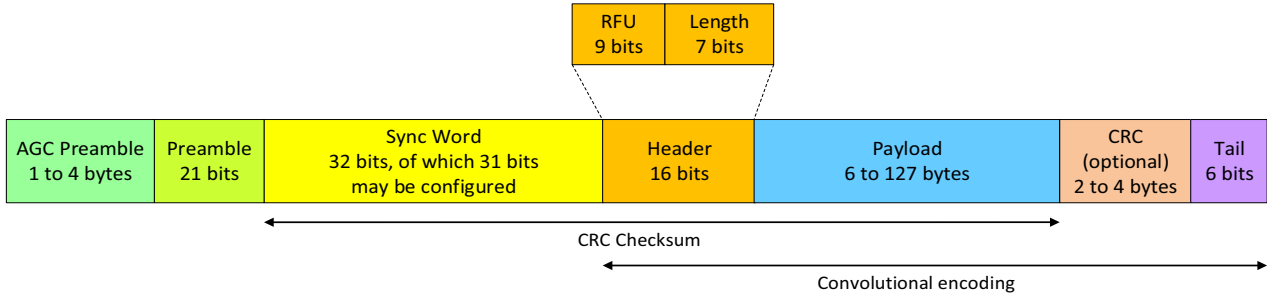 RFU
9 bits
Length
7 bits
AGC Preamble
1 to 4 bytes
Preamble
21 bits
Sync Word
32 bits, of which 31 bits
may be configured
Header
16 bits
Payload
6 to 127 bytes
CRC
(optional)
2 to 4 bytes
Tail
6 bits
CRC Checksum
Convolutional encoding